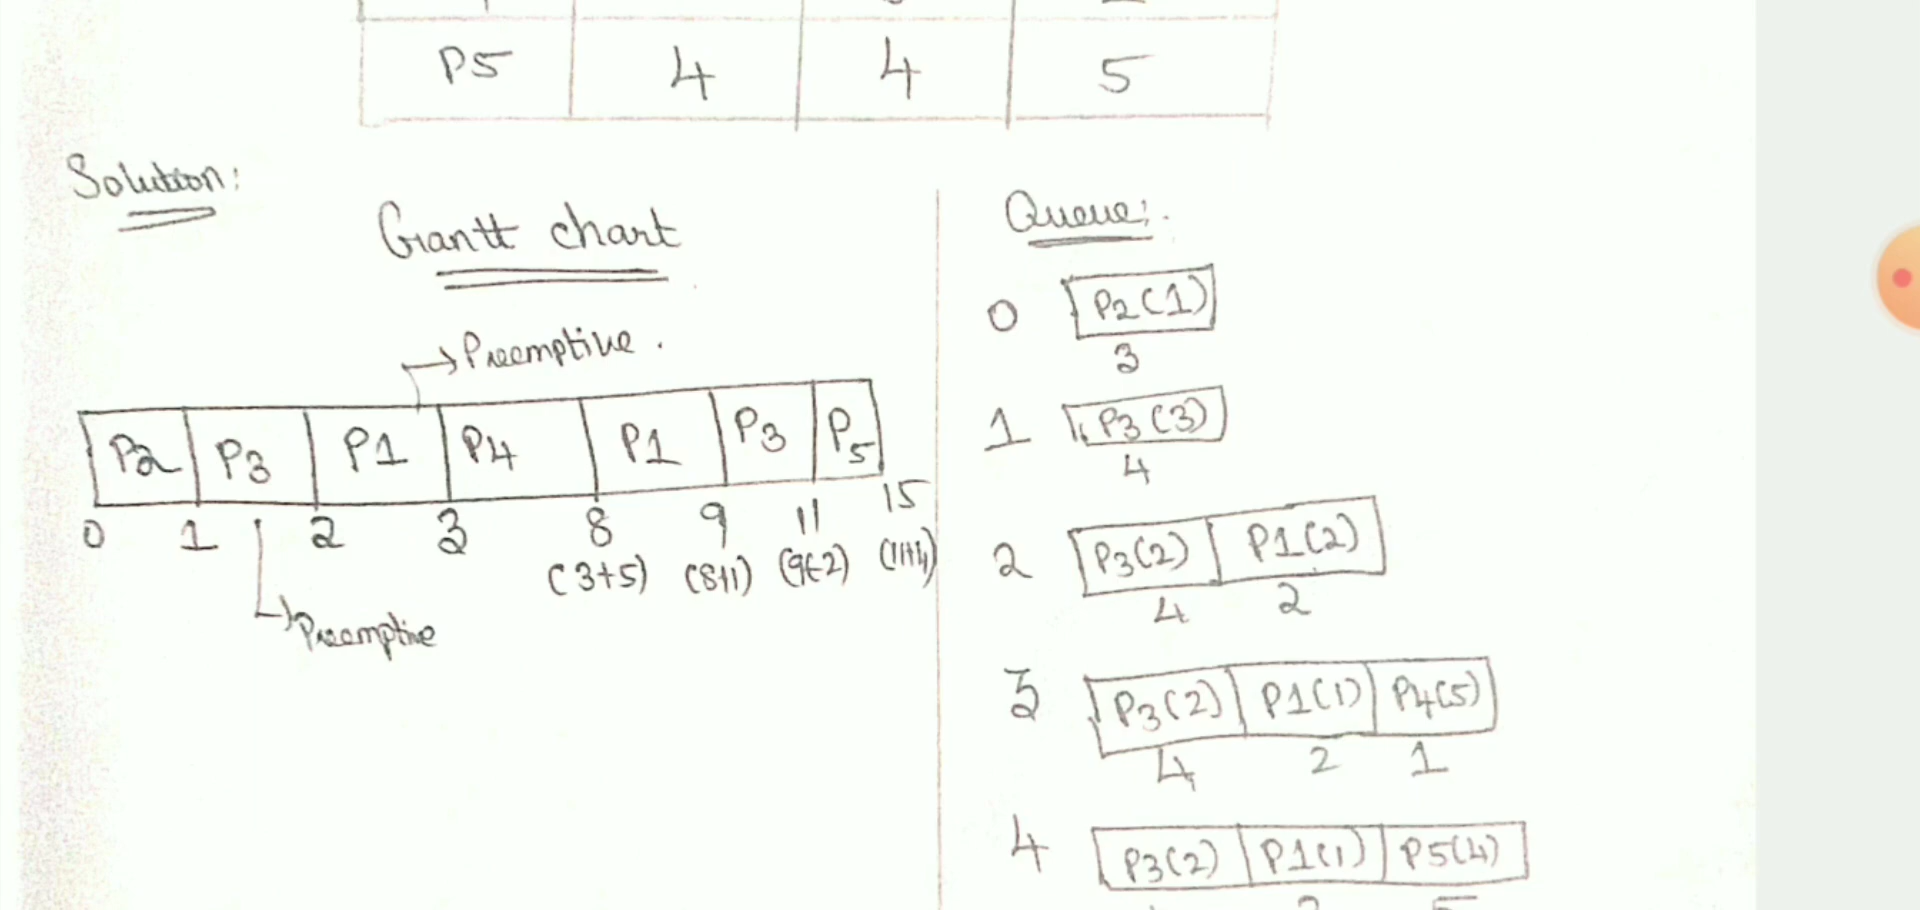 P5 4 4 5
Solution:
Gantt chart
→Preemptive.
P2 P3 P1 P4 P1 P3 P5
0 1 2 3 8 9 11 15
(3+5) (8+1) (9+2) (11+4)
→Preemptive
Queue:.
0 P2(1)
3
1 P3(3)
4
2 P3(2) P1(2)
4 2
3 P3(2) P1(1) P4(5)
4 2 1
4 P3(2) P1(1) P5(4)